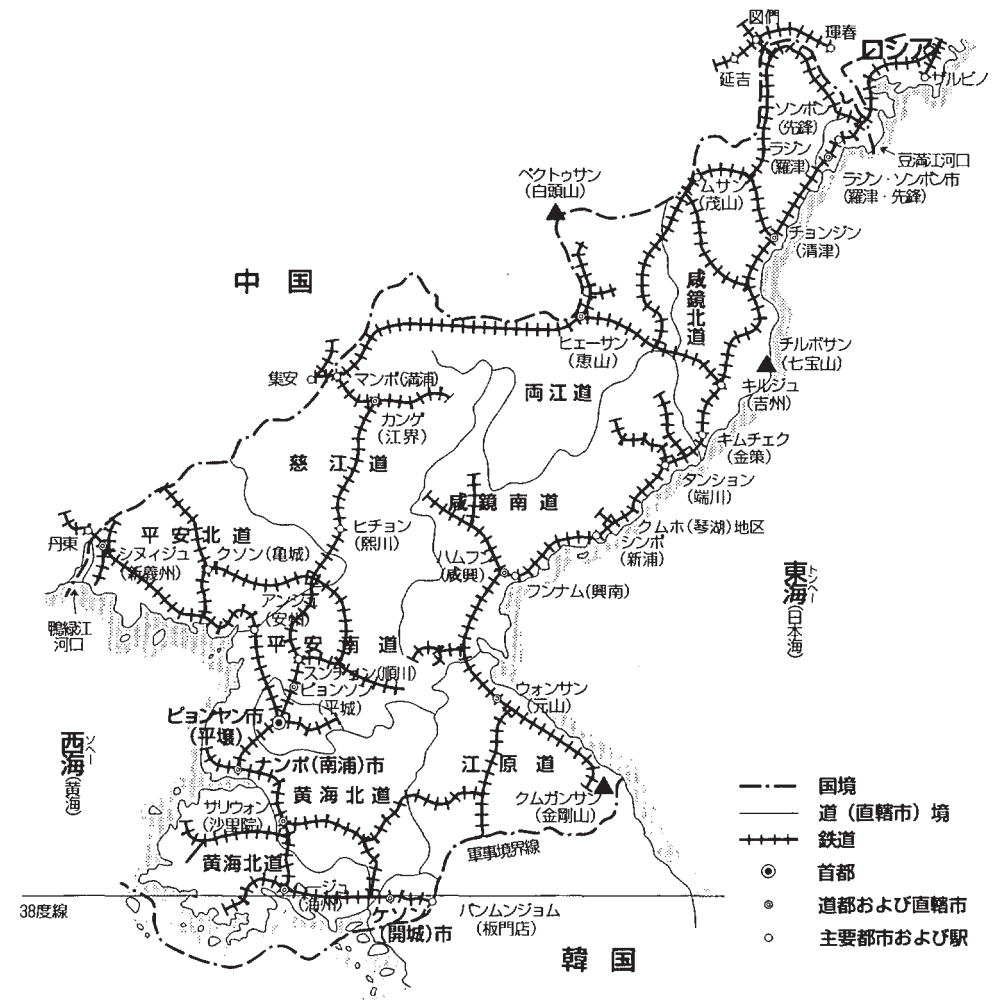 図們
琿春
ロシア
延吉
ザルビノ
ソンボン
(先鋒)
豆満江河口
ラジン
(羅津)
ラジン・ソンボン市
(羅津・先鋒)
ペクトゥサン
(白頭山)
ムサン
(茂山)
チョンジン
(清津)
中国
咸鏡北道
ヒェーサン
(恵山)
チルボサン
(七宝山)
集安
マンポ(満浦)
両江道
キルジュ
(吉州)
カンゲ
(江界)
キムチェク
(金策)
慈江道
タンション
(端川)
咸鏡南道
クムホ(琴湖)地区
シンポ
(新浦)
ヒチョン
(熙川)
平安北道
丹東
シヌィジュ
(新義州)
クソン(亀城)
ハムフン
(咸興)
フンナム(興南)
東海
トンヘー
(日本海)
アンジュ
(安州)
鴨緑江
河口
平安南道
スンチョン(順川)
ピョンソン
(平城)
ウォンサン
(元山)
ピョンヤン市
(平壌)
西海
ソヘー
(黄海)
ナンポ(南浦)市
江原道
黄海北道
クムガンサン
(金剛山)
サリウォン
(沙里院)
軍事境界線
黄海北道
ヘージュ
(海州)
38度線
ケソン
(開城)市
パンムンジョム
(板門店)
韓国
国境
道(直轄市)境
鉄道
首都
道都および直轄市
主要都市および駅